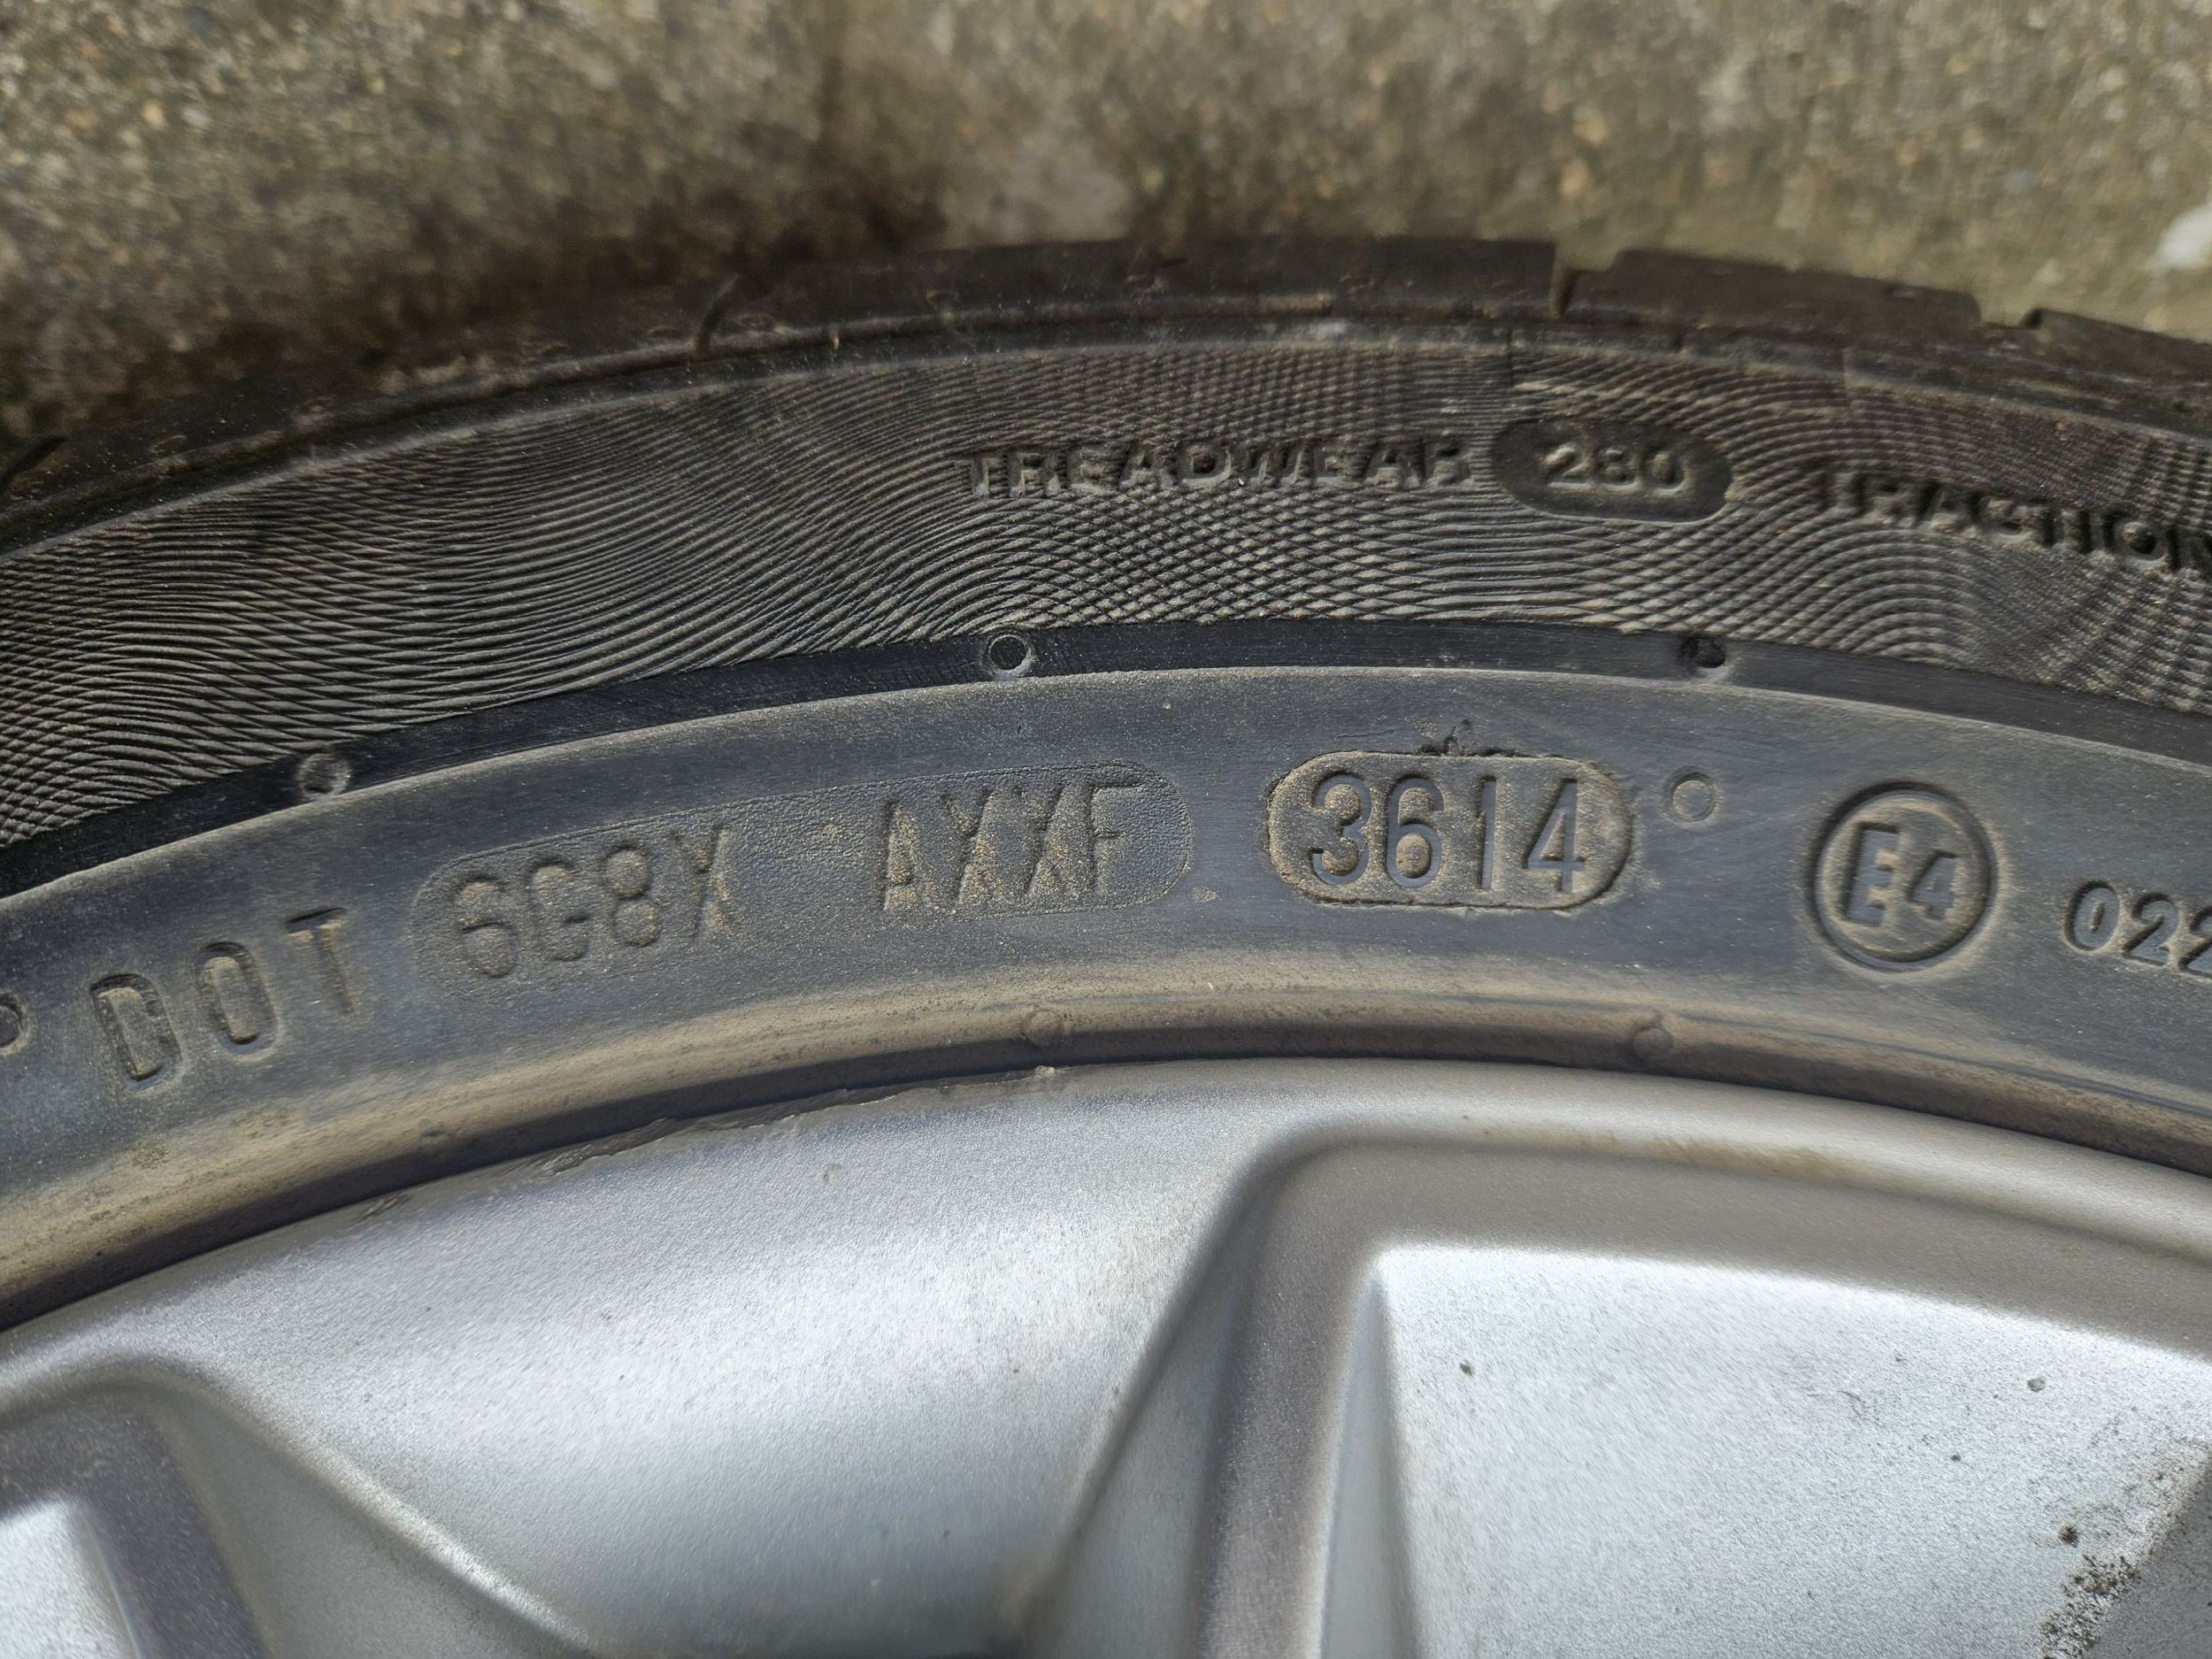 TREADWEAR 280 TRACTION
DOT 6G8X AXXF 3614 E4 022